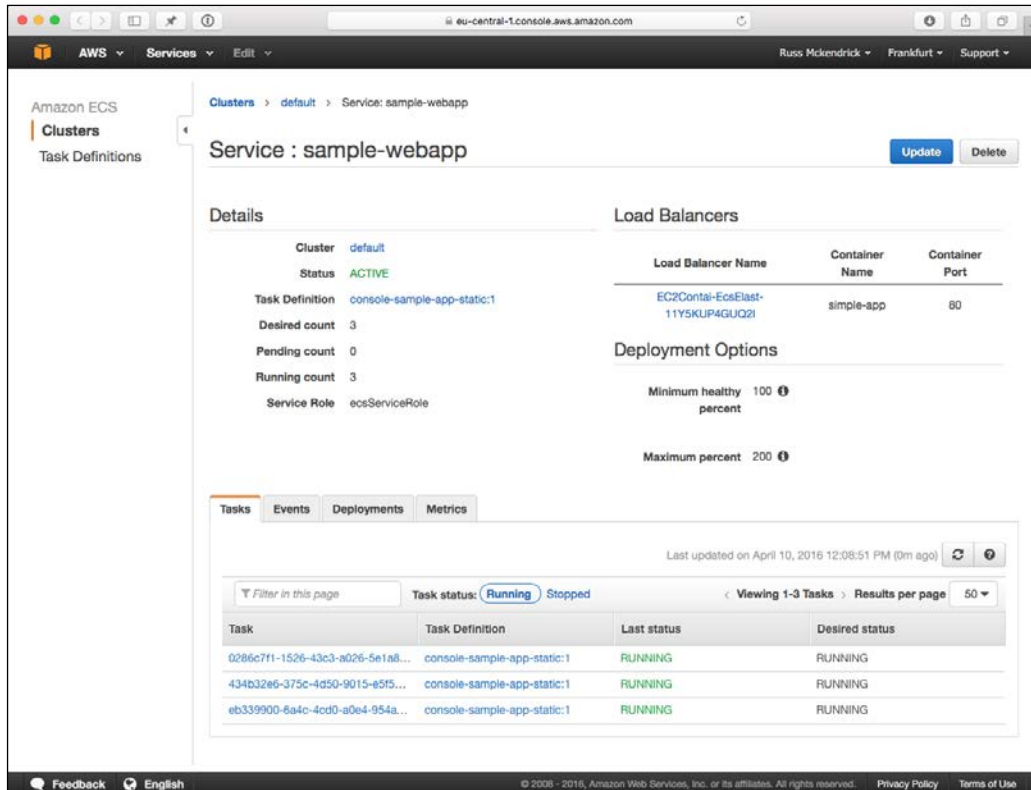 eu-central-1.console.aws.amazon.com
AWS Services Edit Russ Mckendrick Frankfurt Support
Amazon ECS
Clusters
Task Definitions
Clusters > default > Service: sample-webapp
Service : sample-webapp
Update Delete
Details
Cluster default
Status ACTIVE
Task Definition console-sample-app-static:1
Desired count 3
Pending count 0
Running count 3
Service Role ecsServiceRole
Load Balancers
Load Balancer Name Container Name Container Port
EC2Contai-EcsElast-
11Y5KUP4GUQ2I simple-app 80
Deployment Options
Minimum healthy percent 100
Maximum percent 200
Tasks Events Deployments Metrics
Last updated on April 10, 2016 12:08:51 PM (0m ago)
Filter in this page Task status: Running Stopped < Viewing 1-3 Tasks > Results per page 50
Task Task Definition Last status Desired status
0286c7f1-1526-43c3-a026-5e1a8... console-sample-app-static:1 RUNNING RUNNING
434b32e6-375c-4d50-9015-e5f5... console-sample-app-static:1 RUNNING RUNNING
eb339900-6a4c-4cd0-a0e4-954a... console-sample-app-static:1 RUNNING RUNNING
Feedback English © 2008 - 2016, Amazon Web Services, Inc. or its affiliates. All rights reserved. Privacy Policy Terms of Use